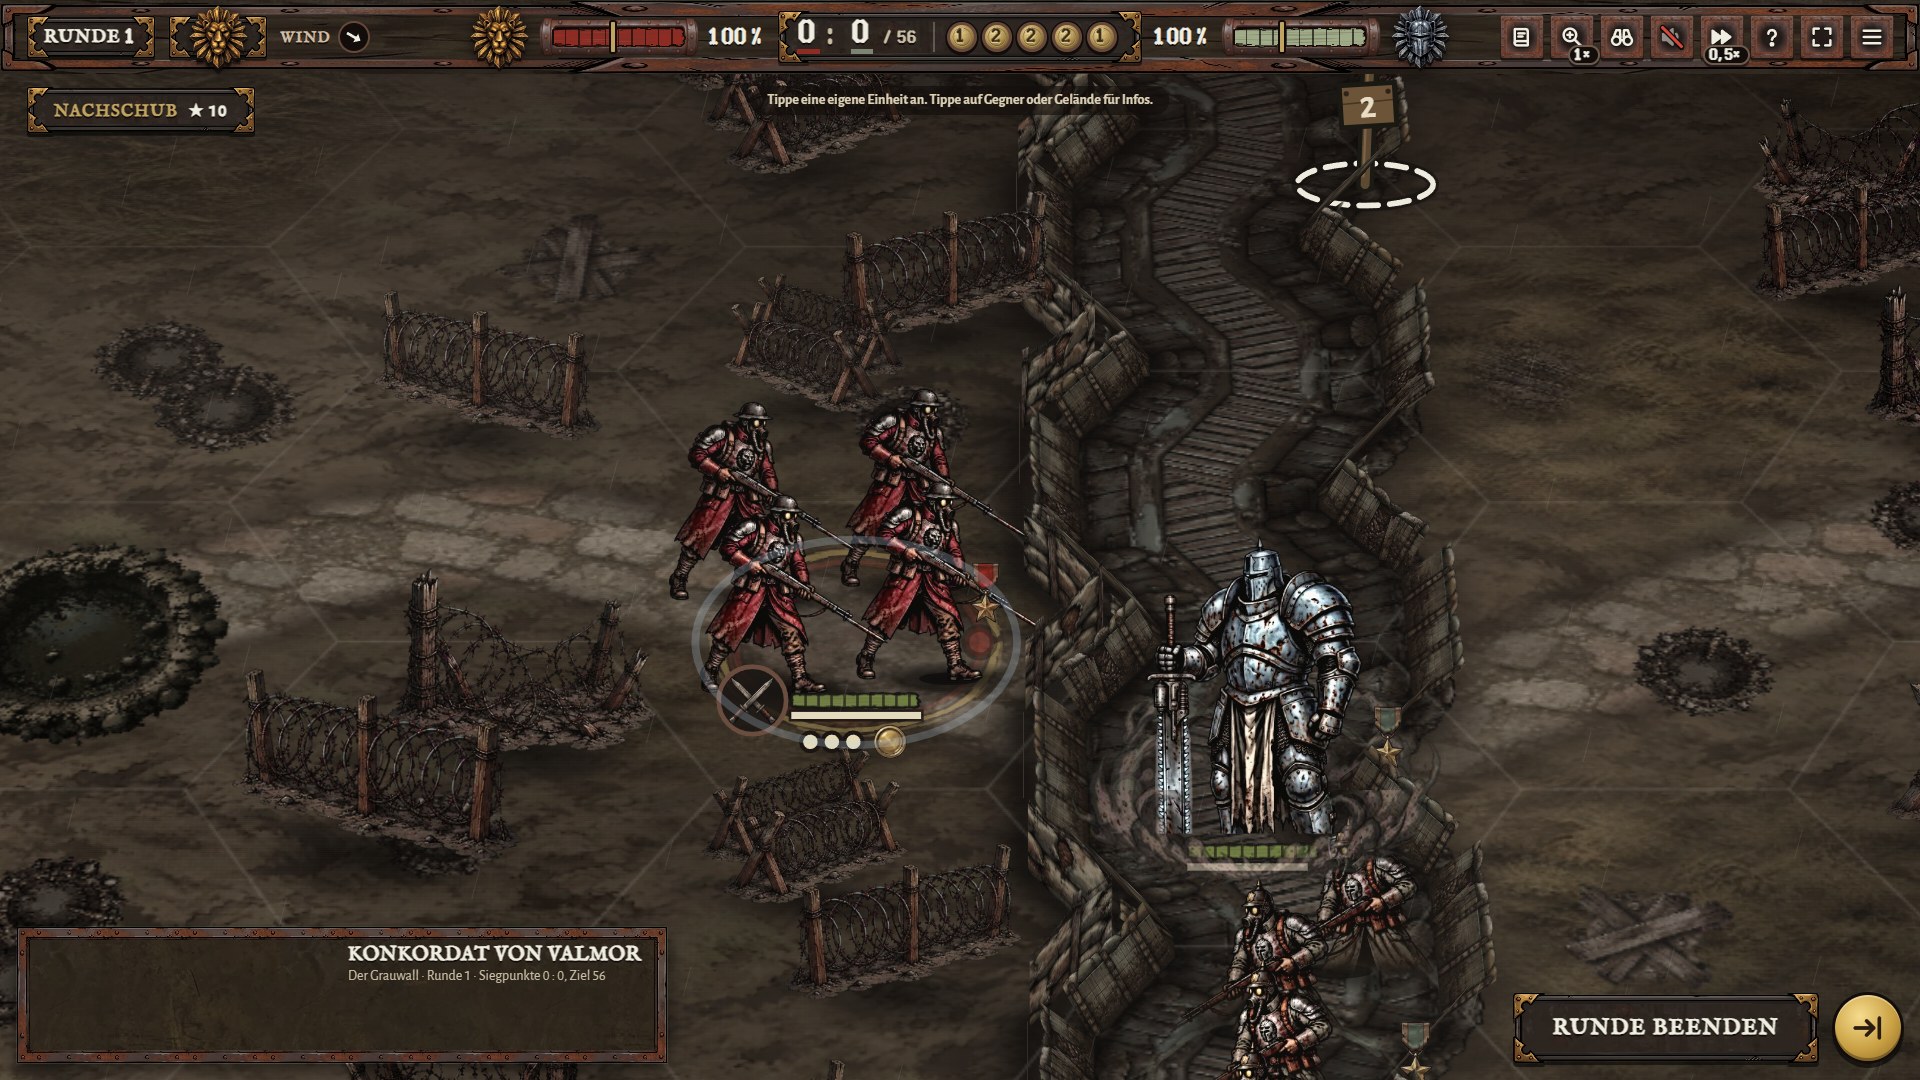 RUNDE 1
WIND
100%
0 : 0 / 56
1 2 2 2 1
100%
1×
0,5×
?
NACHSCHUB ★ 10
Tippe eine eigene Einheit an. Tippe auf Gegner oder Gelände für Infos.
2
KONKORDAT VON VALMOR
Der Grauwall · Runde 1 · Siegpunkte 0 : 0, Ziel 56
RUNDE BEENDEN